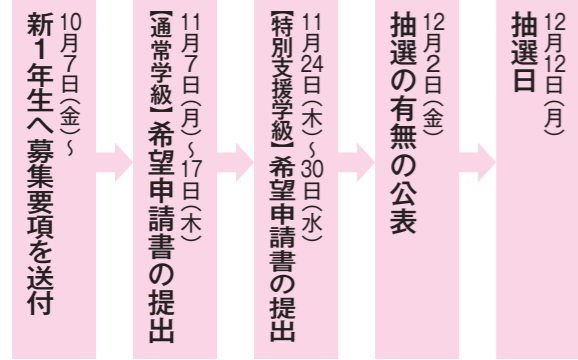 10月7日(金)~
新1年生へ募集要項を送付
11月7日(月)~17日(木)
【通常学級】希望申請書の提出
11月24日(木)~30日(水)
【特別支援学級】希望申請書の提出
12月2日(金)
抽選の有無の公表
12月12日(月)
抽選日